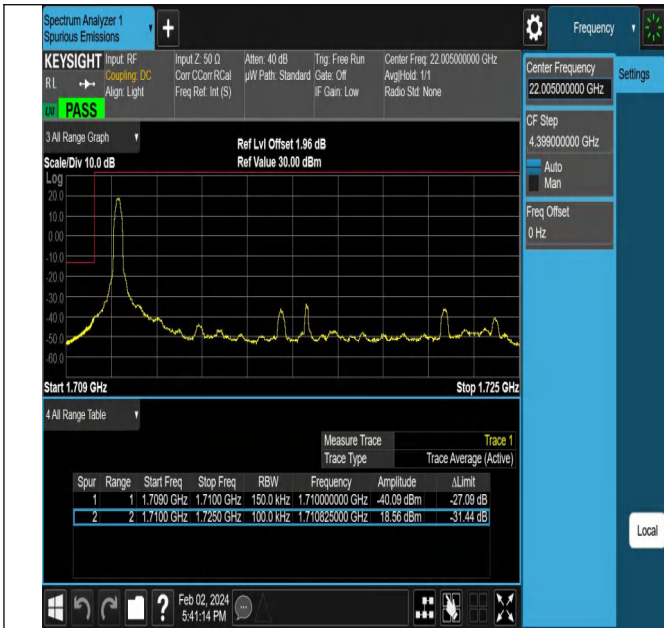 Spectrum Analyzer 1
Spurious Emissions
Frequency
KEYSIGHT Input: RF Input Z: 50 Ω Atten: 40 dB Trig: Free Run Center Freq: 22.005000000 GHz
RL Coupling: DC Corr CCorr RCal µW Path: Standard Gate: Off Avg|Hold: 1/1
Align: Light Freq Ref: Int (S) IF Gain: Low Radio Std: None
PASS
Center Frequency
22.005000000 GHz
Settings
CF Step
4.399000000 GHz
Auto
Man
Freq Offset
0 Hz
3 All Range Graph
Ref Lvl Offset 1.96 dB
Scale/Div 10.0 dB Ref Value 30.00 dBm
Log
20.0
10.0
0.00
-10.0
-20.0
-30.0
-40.0
-50.0
-60.0
Start 1.709 GHz Stop 1.725 GHz
4 All Range Table
Measure Trace Trace 1
Trace Type Trace Average (Active)
Spur Range Start Freq Stop Freq RBW Frequency Amplitude ΔLimit
1 1 1.7090 GHz 1.7100 GHz 150.0 kHz 1.710000000 GHz -40.09 dBm -27.09 dB
2 2 1.7100 GHz 1.7250 GHz 100.0 kHz 1.710825000 GHz 18.56 dBm -31.44 dB
Local
Feb 02, 2024
5:41:14 PM